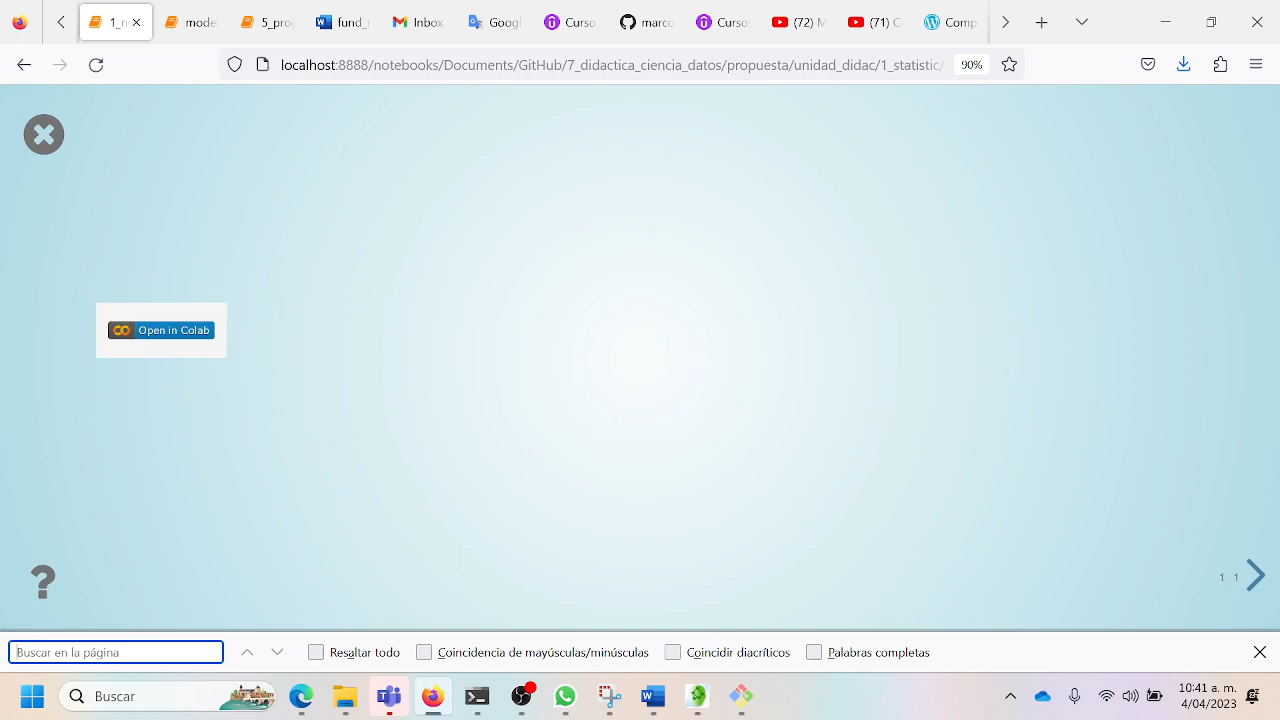 1_n
mode
5_pro
fund_
Inbox
Googl
Curso
marco
Curso
(72) M
(71) C
Comp
localhost:8888/notebooks/Documents/GitHub/7_didactica_ciencia_datos/propuesta/unidad_didac/1_statistic/
90%
Open in Colab
?
1 1
Buscar en la página
Resaltar todo
Coincidencia de mayúsculas/minúsculas
Coincidir diacríticos
Palabras completas
Buscar
10:41 a. m.
4/04/2023